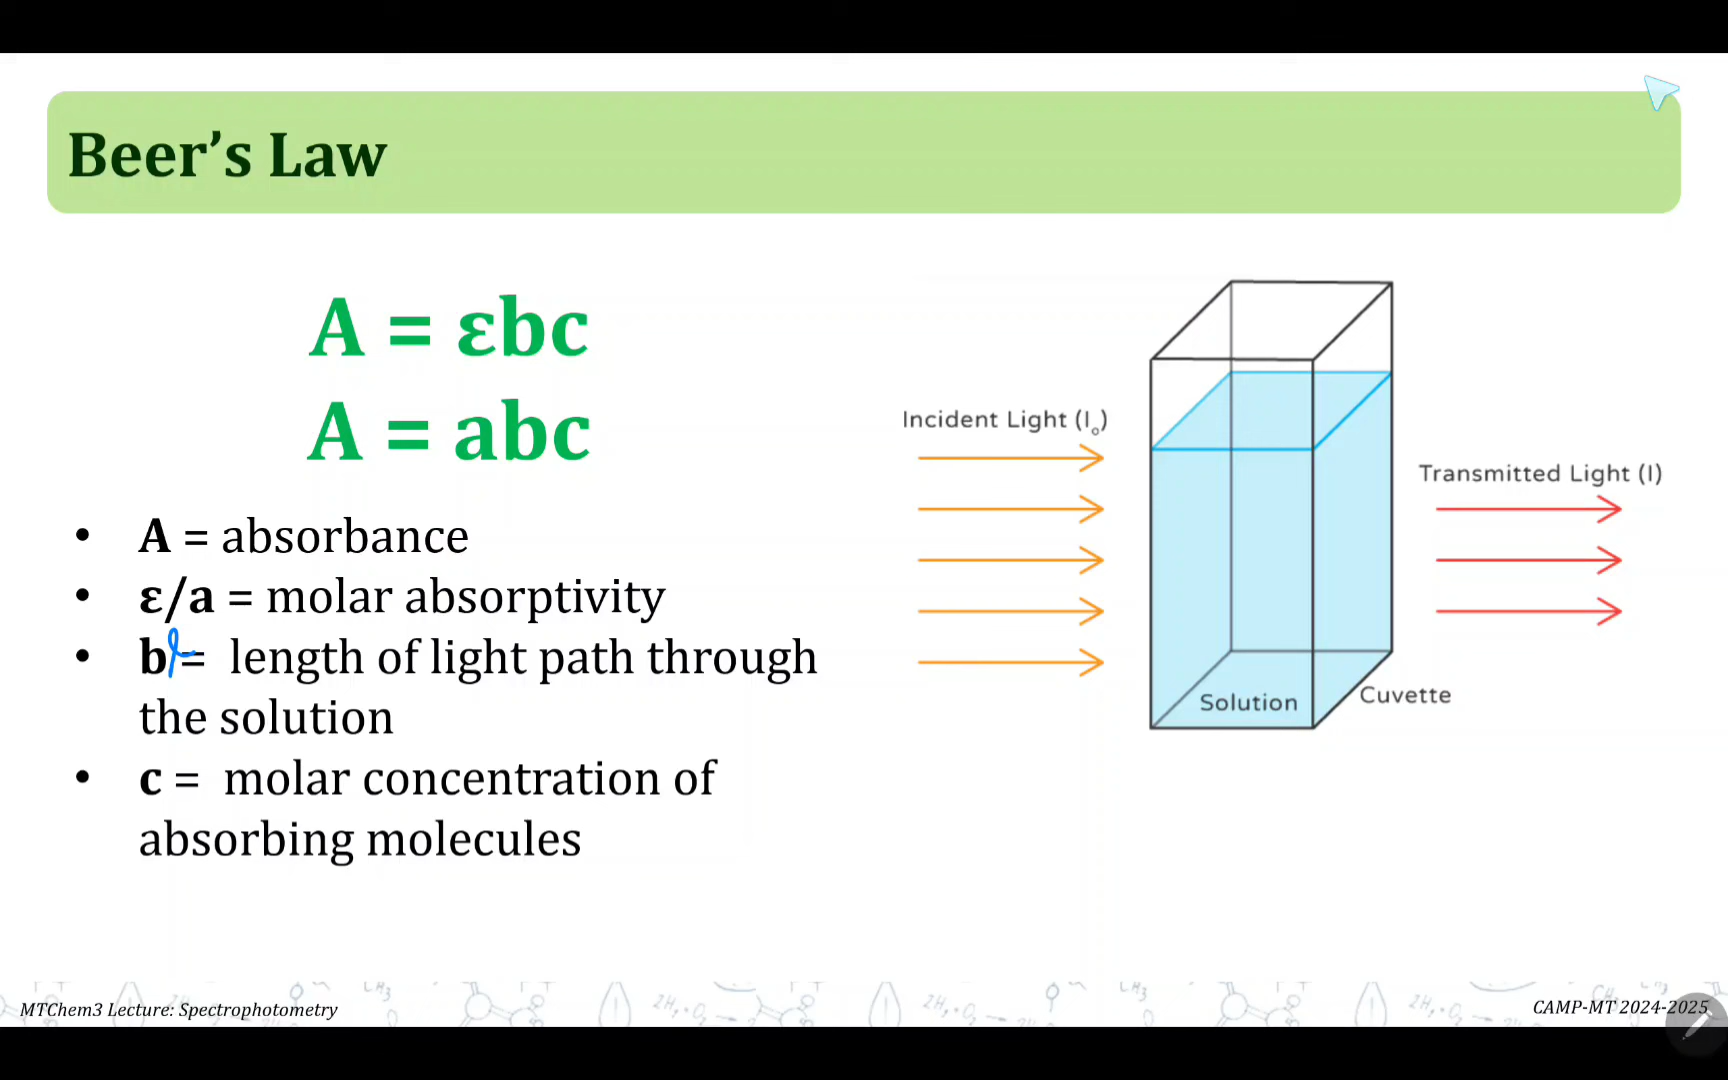 Beer’s Law
A = εbc
A = abc
• A = absorbance
• ε/a = molar absorptivity
• b = length of light path through
the solution
• c = molar concentration of
absorbing molecules
Incident Light (I₀)
Transmitted Light (I)
Solution
Cuvette
MTChem3 Lecture: Spectrophotometry
CAMP-MT 2024-2025